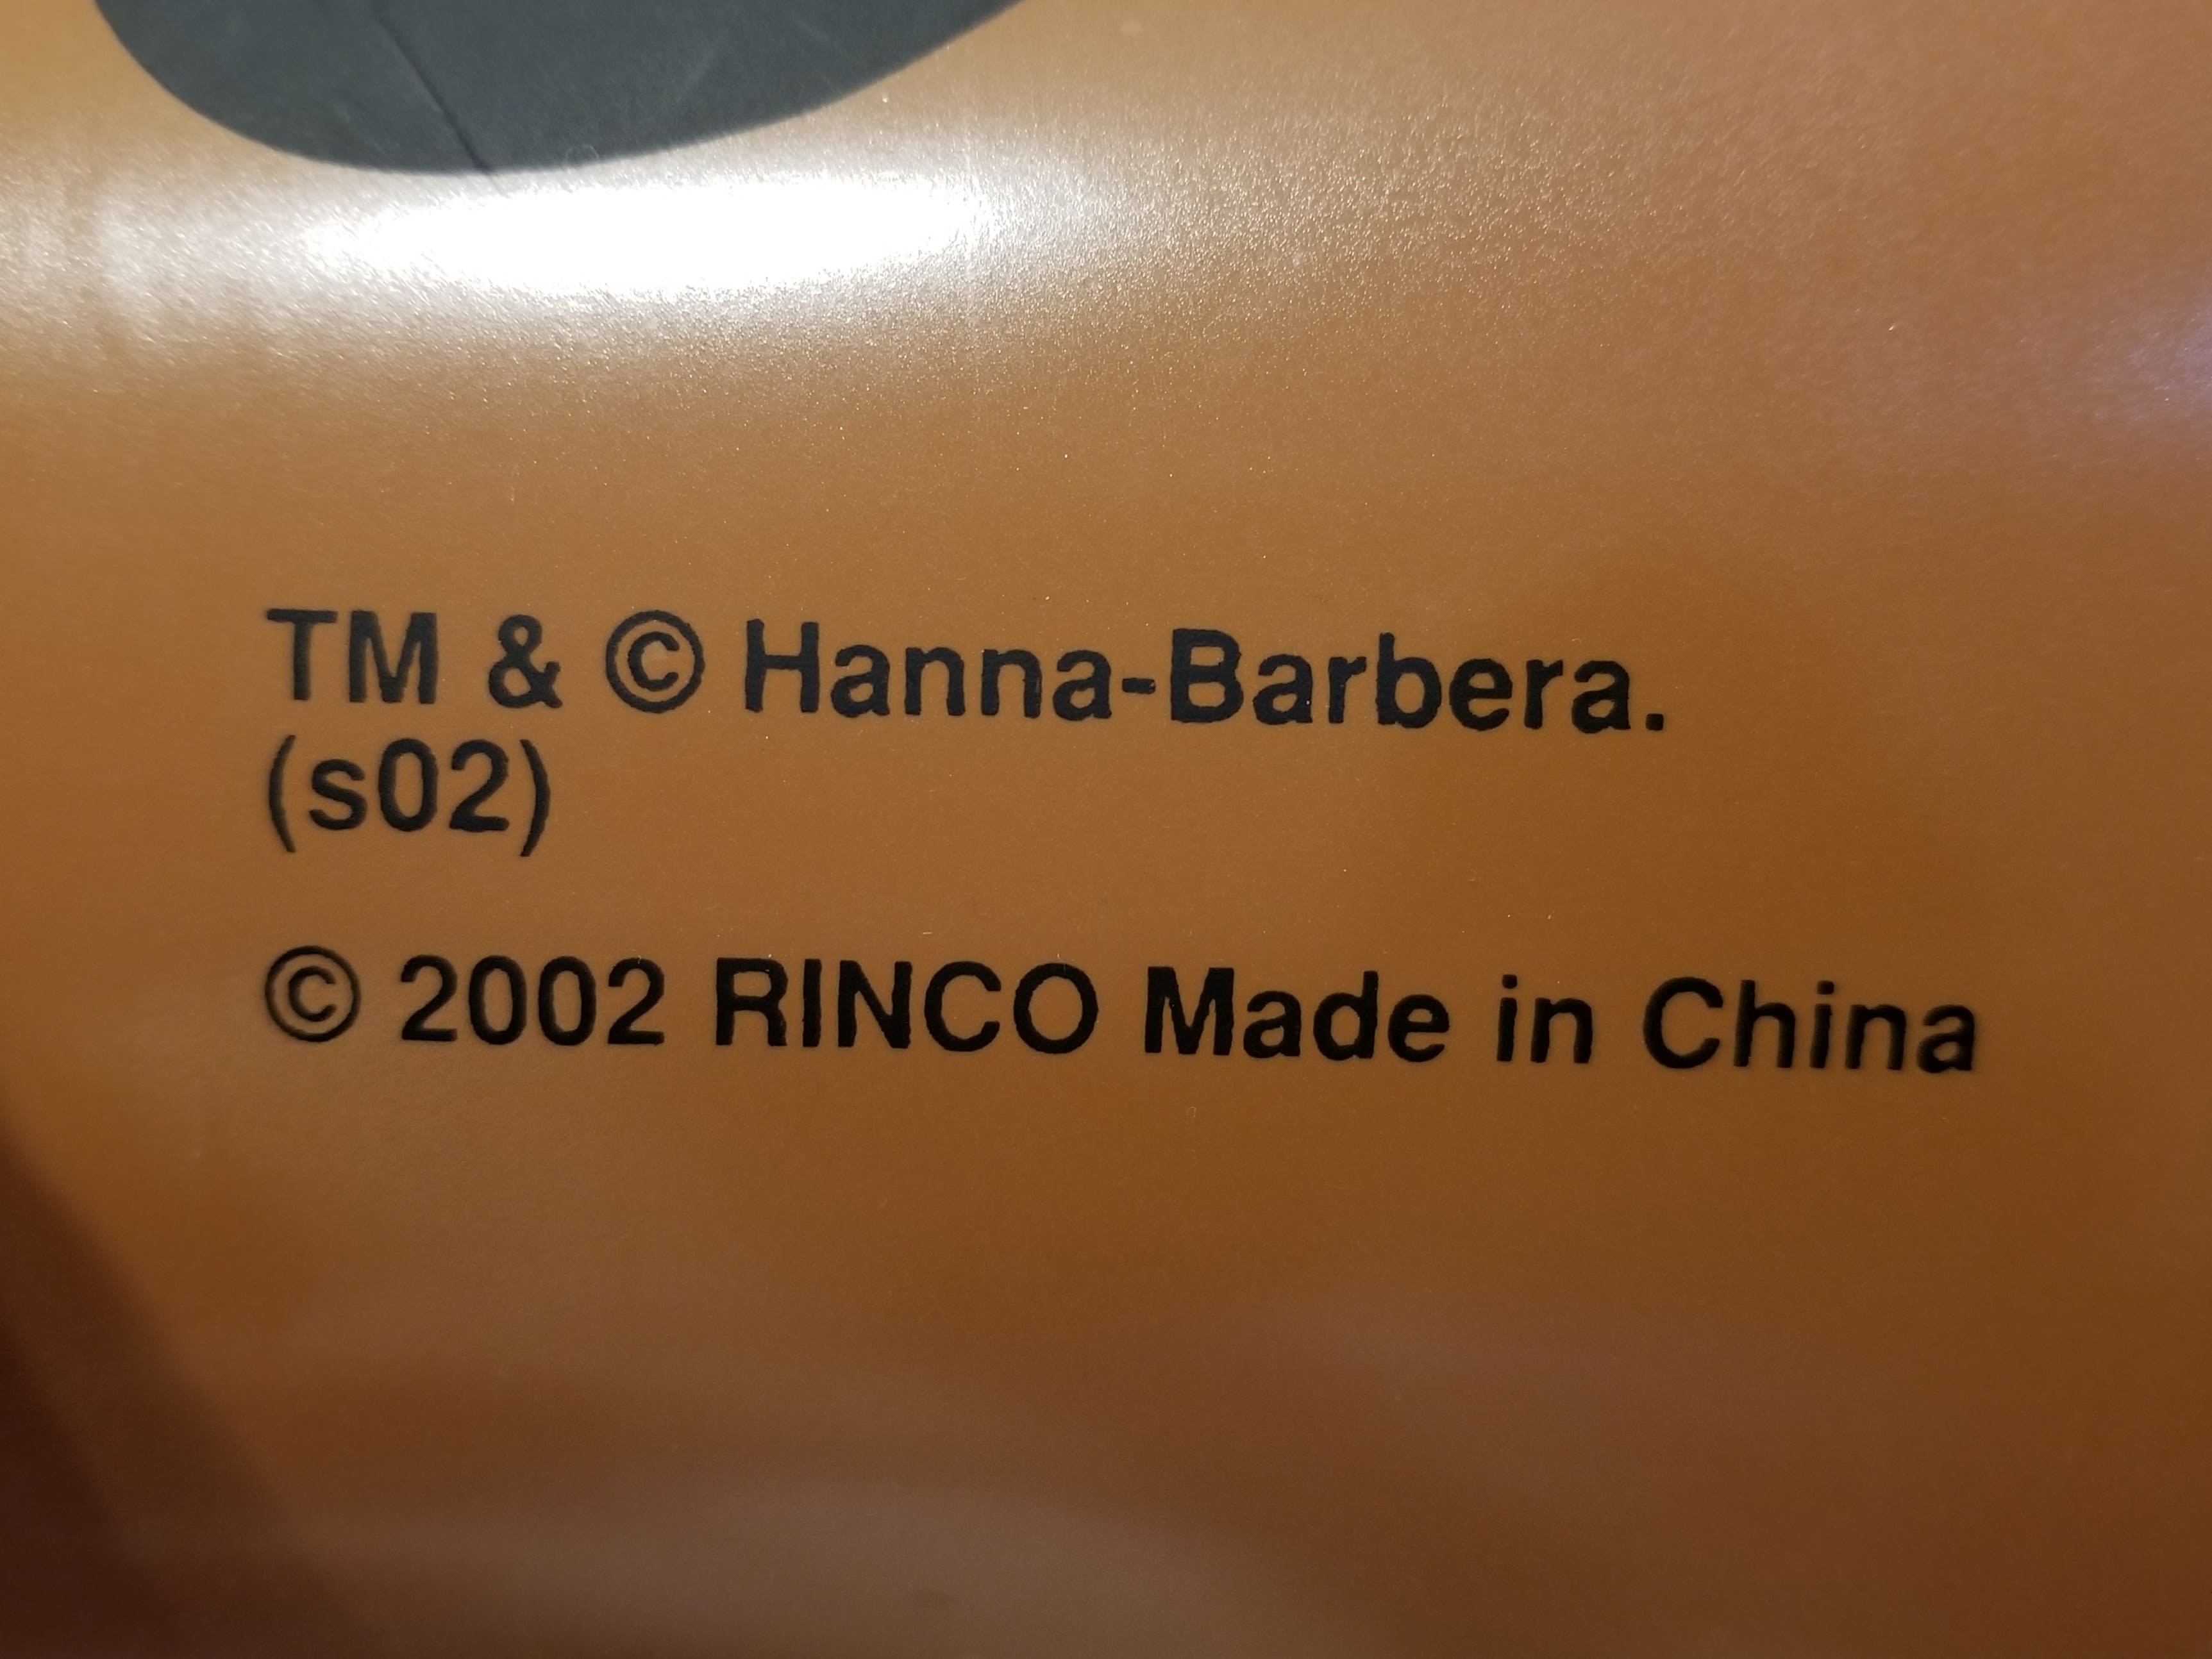 TM & © Hanna-Barbera.
(s02)
© 2002 RINCO Made in China